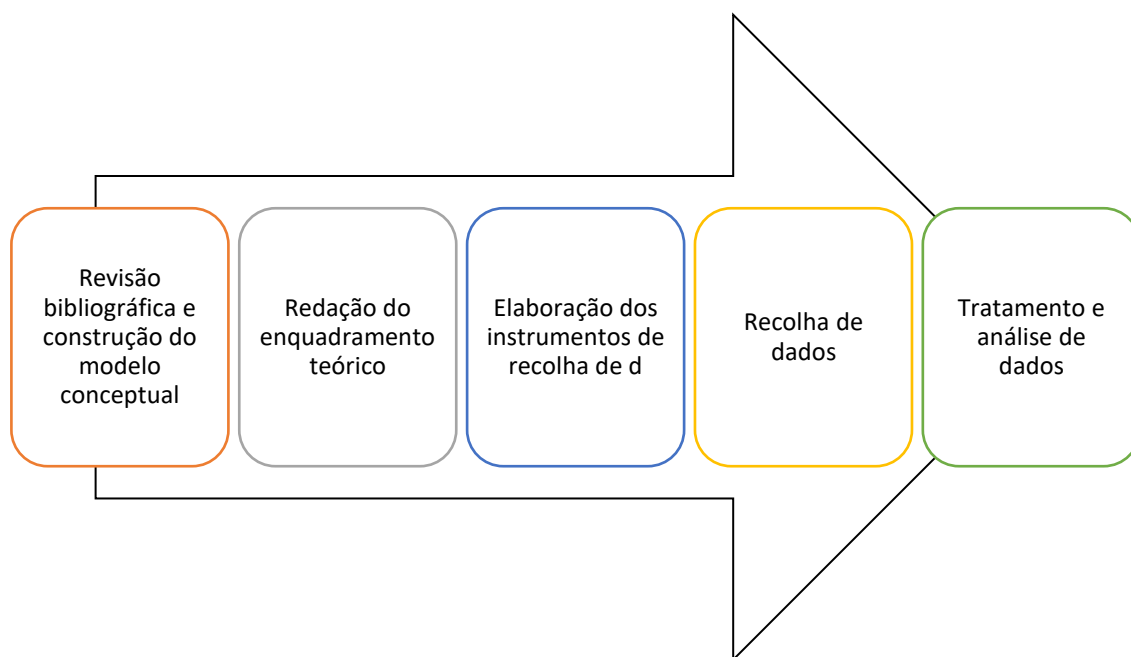 Revisão
bibliográfica e
construção do
modelo
conceptual
Redação do
enquadramento
teórico
Elaboração dos
instrumentos de
recolha de d
Recolha de
dados
Tratamento e
análise de
dados